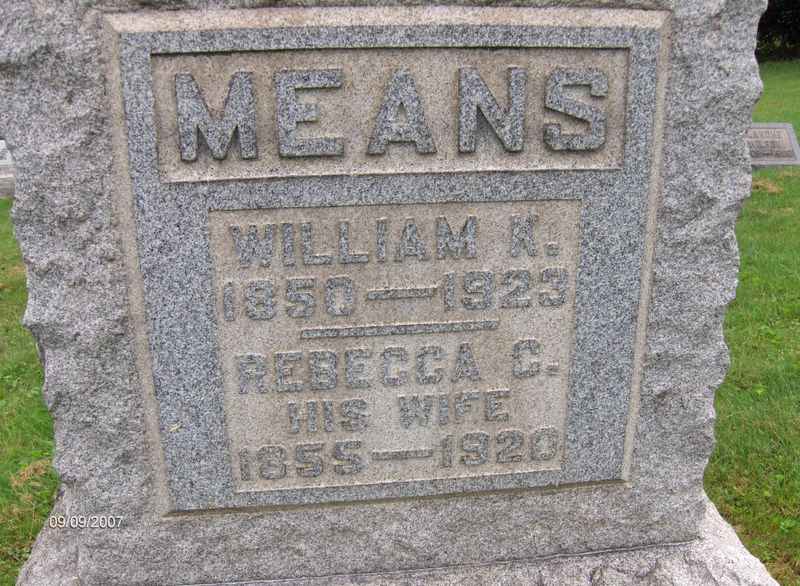 MEANS
WILLIAM K.
1850 — 1923
REBECCA C.
HIS WIFE
1855 — 1920
09/09/2007